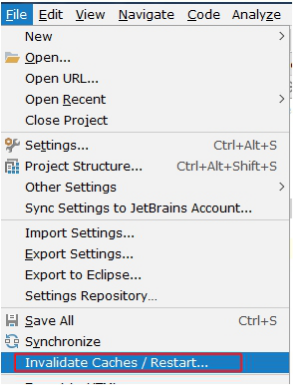 File Edit View Navigate Code Analyze
New
Open...
Open URL...
Open Recent
Close Project
Settings... Ctrl+Alt+S
Project Structure... Ctrl+Alt+Shift+S
Other Settings
Sync Settings to JetBrains Account...
Import Settings...
Export Settings...
Export to Eclipse...
Settings Repository...
Save All Ctrl+S
Synchronize
Invalidate Caches / Restart...